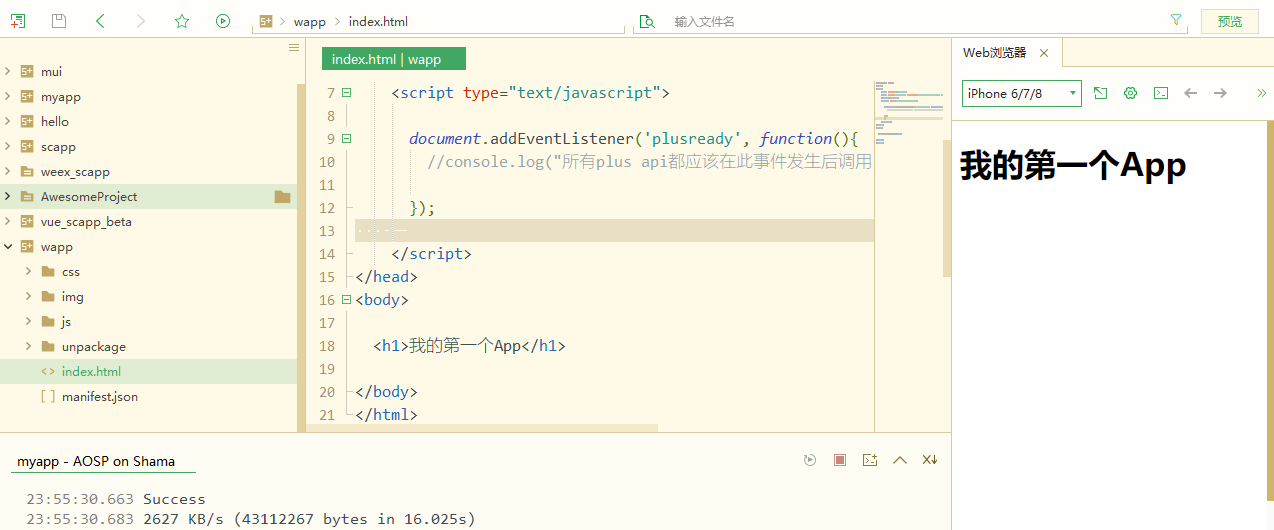 wapp index.html 输入文件名 预览
mui
myapp
hello
scapp
weex_scapp
AwesomeProject
vue_scapp_beta
wapp
css
img
js
unpackage
index.html
manifest.json
index.html | wapp
7 <script type="text/javascript">
8
9 document.addEventListener('plusready', function(){
10 //console.log("所有plus api都应该在此事件发生后调用
11
12 });
13
14 </script>
15 </head>
16 <body>
17
18 <h1>我的第一个App</h1>
19
20 </body>
21 </html>
Web浏览器
iPhone 6/7/8
我的第一个App
myapp - AOSP on Shama
23:55:30.663 Success
23:55:30.683 2627 KB/s (43112267 bytes in 16.025s)